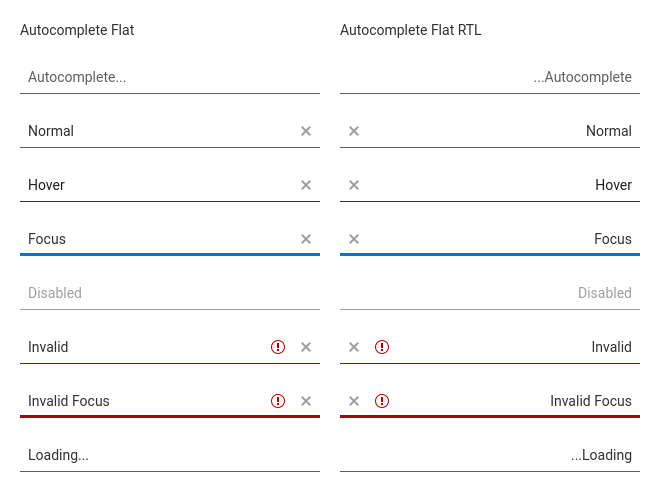 Autocomplete Flat
Autocomplete Flat RTL
Autocomplete...
...Autocomplete
Normal
Normal
Hover
Hover
Focus
Focus
Disabled
Disabled
Invalid
Invalid
Invalid Focus
Invalid Focus
Loading...
...Loading